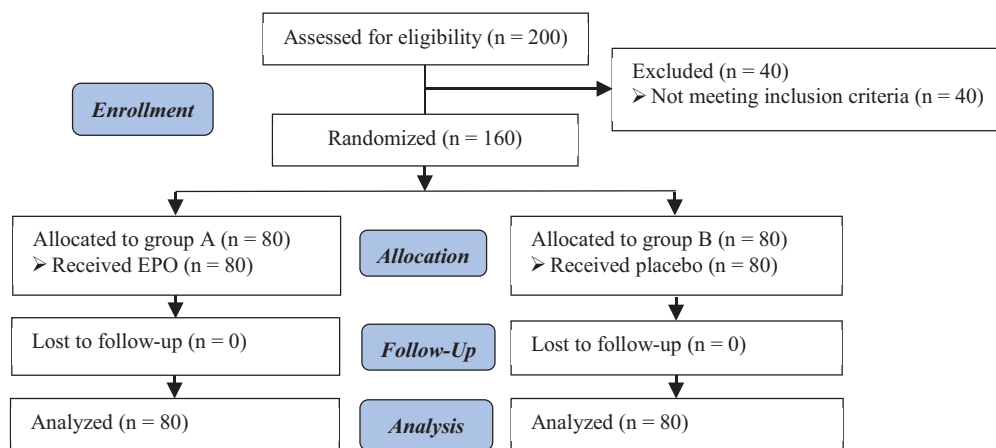 Assessed for eligibility (n = 200)
Excluded (n = 40)
➢ Not meeting inclusion criteria (n = 40)
Enrollment
Randomized (n = 160)
Allocated to group A (n = 80)
➢ Received EPO (n = 80)
Allocation
Allocated to group B (n = 80)
➢ Received placebo (n = 80)
Lost to follow-up (n = 0)
Follow-Up
Lost to follow-up (n = 0)
Analyzed (n = 80)
Analysis
Analyzed (n = 80)